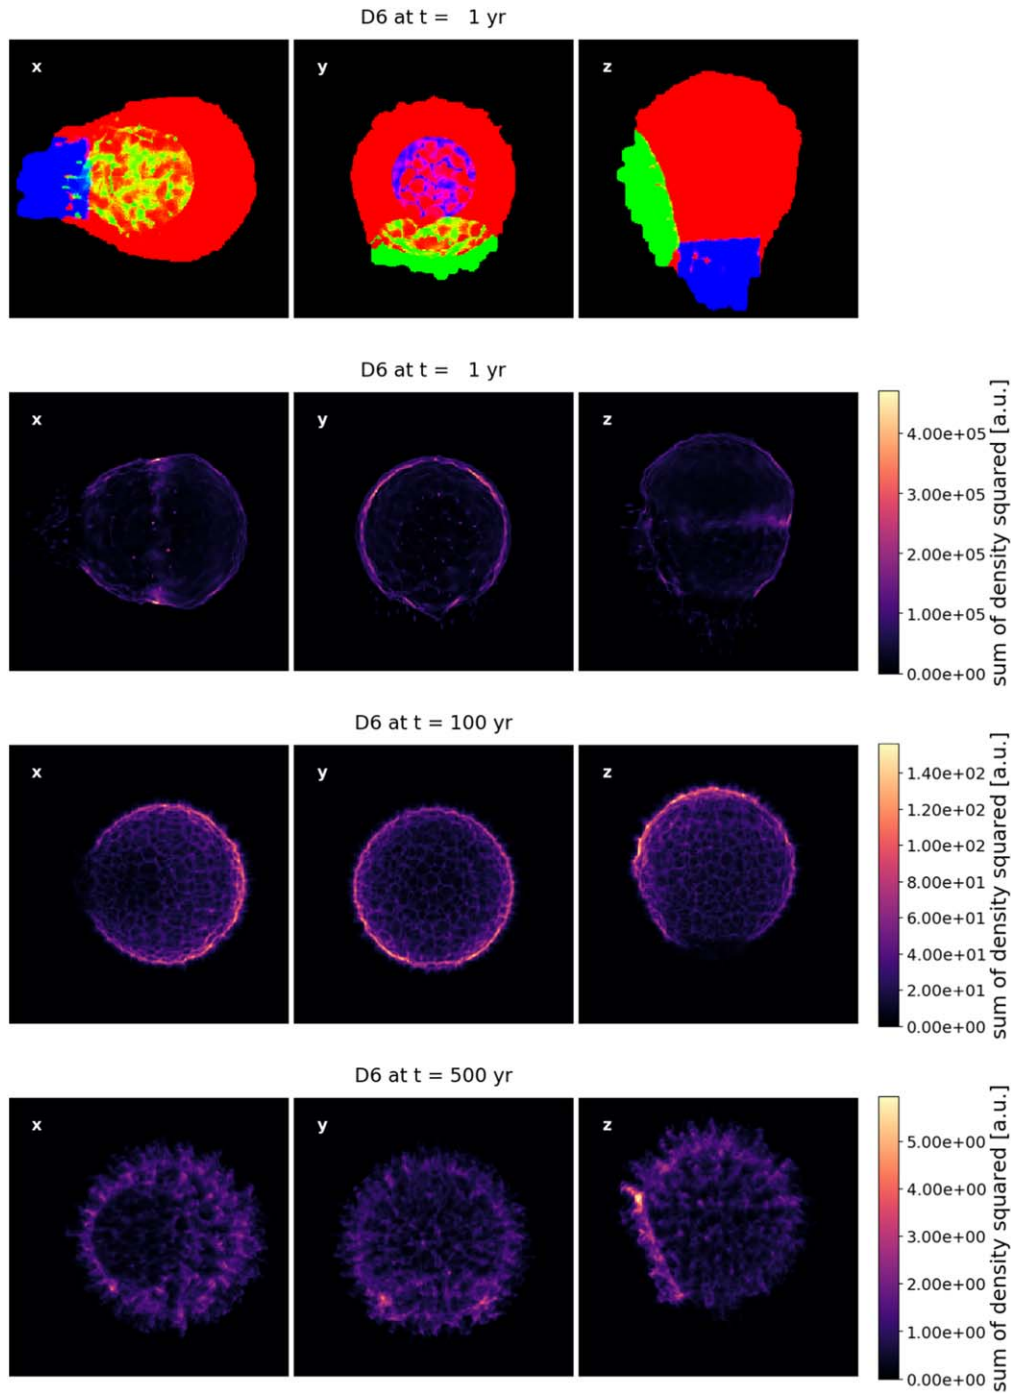 D6 at t = 1 yr
x y z
D6 at t = 1 yr
x y z
4.00e+05
3.00e+05
2.00e+05
1.00e+05
0.00e+00
sum of density squared [a.u.]
D6 at t = 100 yr
x y z
1.40e+02
1.20e+02
1.00e+02
8.00e+01
6.00e+01
4.00e+01
2.00e+01
0.00e+00
sum of density squared [a.u.]
D6 at t = 500 yr
x y z
5.00e+00
4.00e+00
3.00e+00
2.00e+00
1.00e+00
0.00e+00
sum of density squared [a.u.]